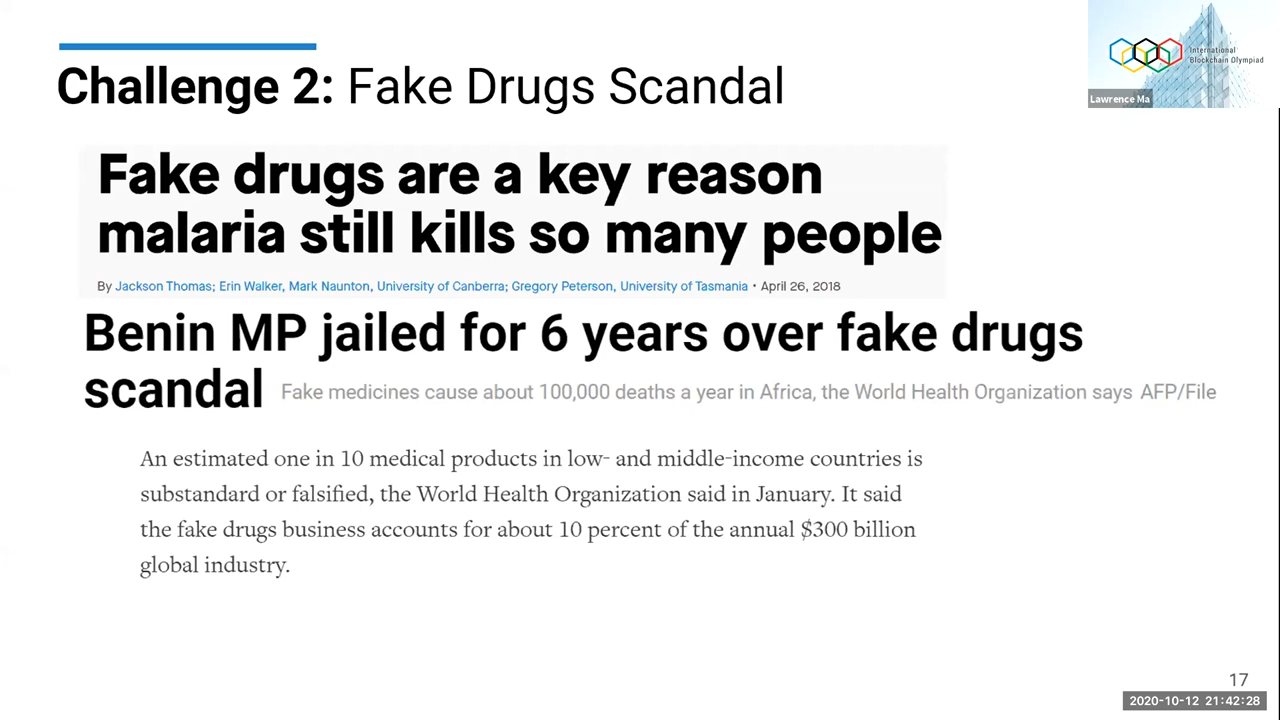 Challenge 2: Fake Drugs Scandal
International
Blockchain Olympiad
Lawrence Ma
Fake drugs are a key reason
malaria still kills so many people
By Jackson Thomas; Erin Walker, Mark Naunton, University of Canberra; Gregory Peterson, University of Tasmania • April 26, 2018
Benin MP jailed for 6 years over fake drugs
scandal Fake medicines cause about 100,000 deaths a year in Africa, the World Health Organization says AFP/File
An estimated one in 10 medical products in low- and middle-income countries is
substandard or falsified, the World Health Organization said in January. It said
the fake drugs business accounts for about 10 percent of the annual $300 billion
global industry.
17
2020-10-12 21:42:28